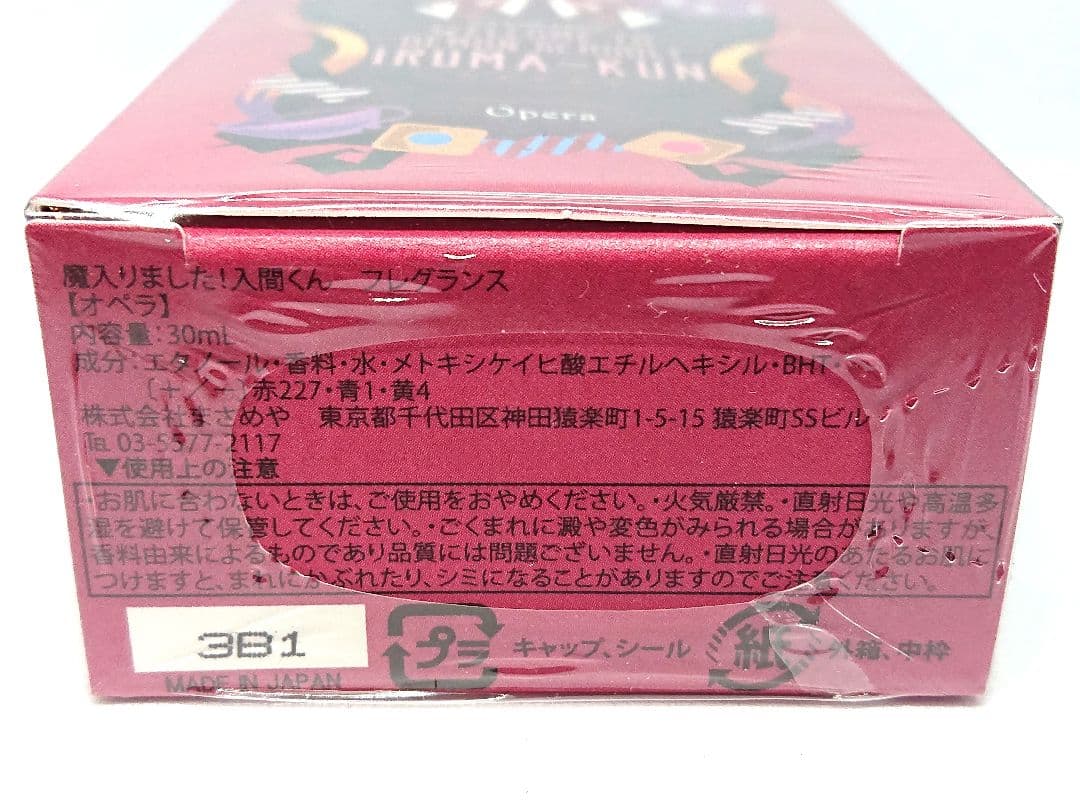 IRUMA-KUN
Opera
魔入りました!入間くん フレグランス
【オペラ】
内容量:30mL
成分:エタノール・香料・水・メトキシケイヒ酸エチルヘキシル・BHT・
(+/-)赤227・青1・黄4
株式会社まさめや 東京都千代田区神田猿楽町1-5-15 猿楽町SSビル
℡ 03-5577-2117
▼使用上の注意
・お肌に合わないときは、ご使用をおやめください。・火気厳禁。・直射日光や高温多
湿を避けて保管してください。・ごくまれに澱や変色がみられる場合がありますが、
香料由来によるものであり品質には問題ございません。・直射日光のあたるお肌に
つけますと、まれにかぶれたり、シミになることがありますのでご注意ください。
3B1
プラ
キャップ、シール
紙
外箱、中枠
MADE IN JAPAN